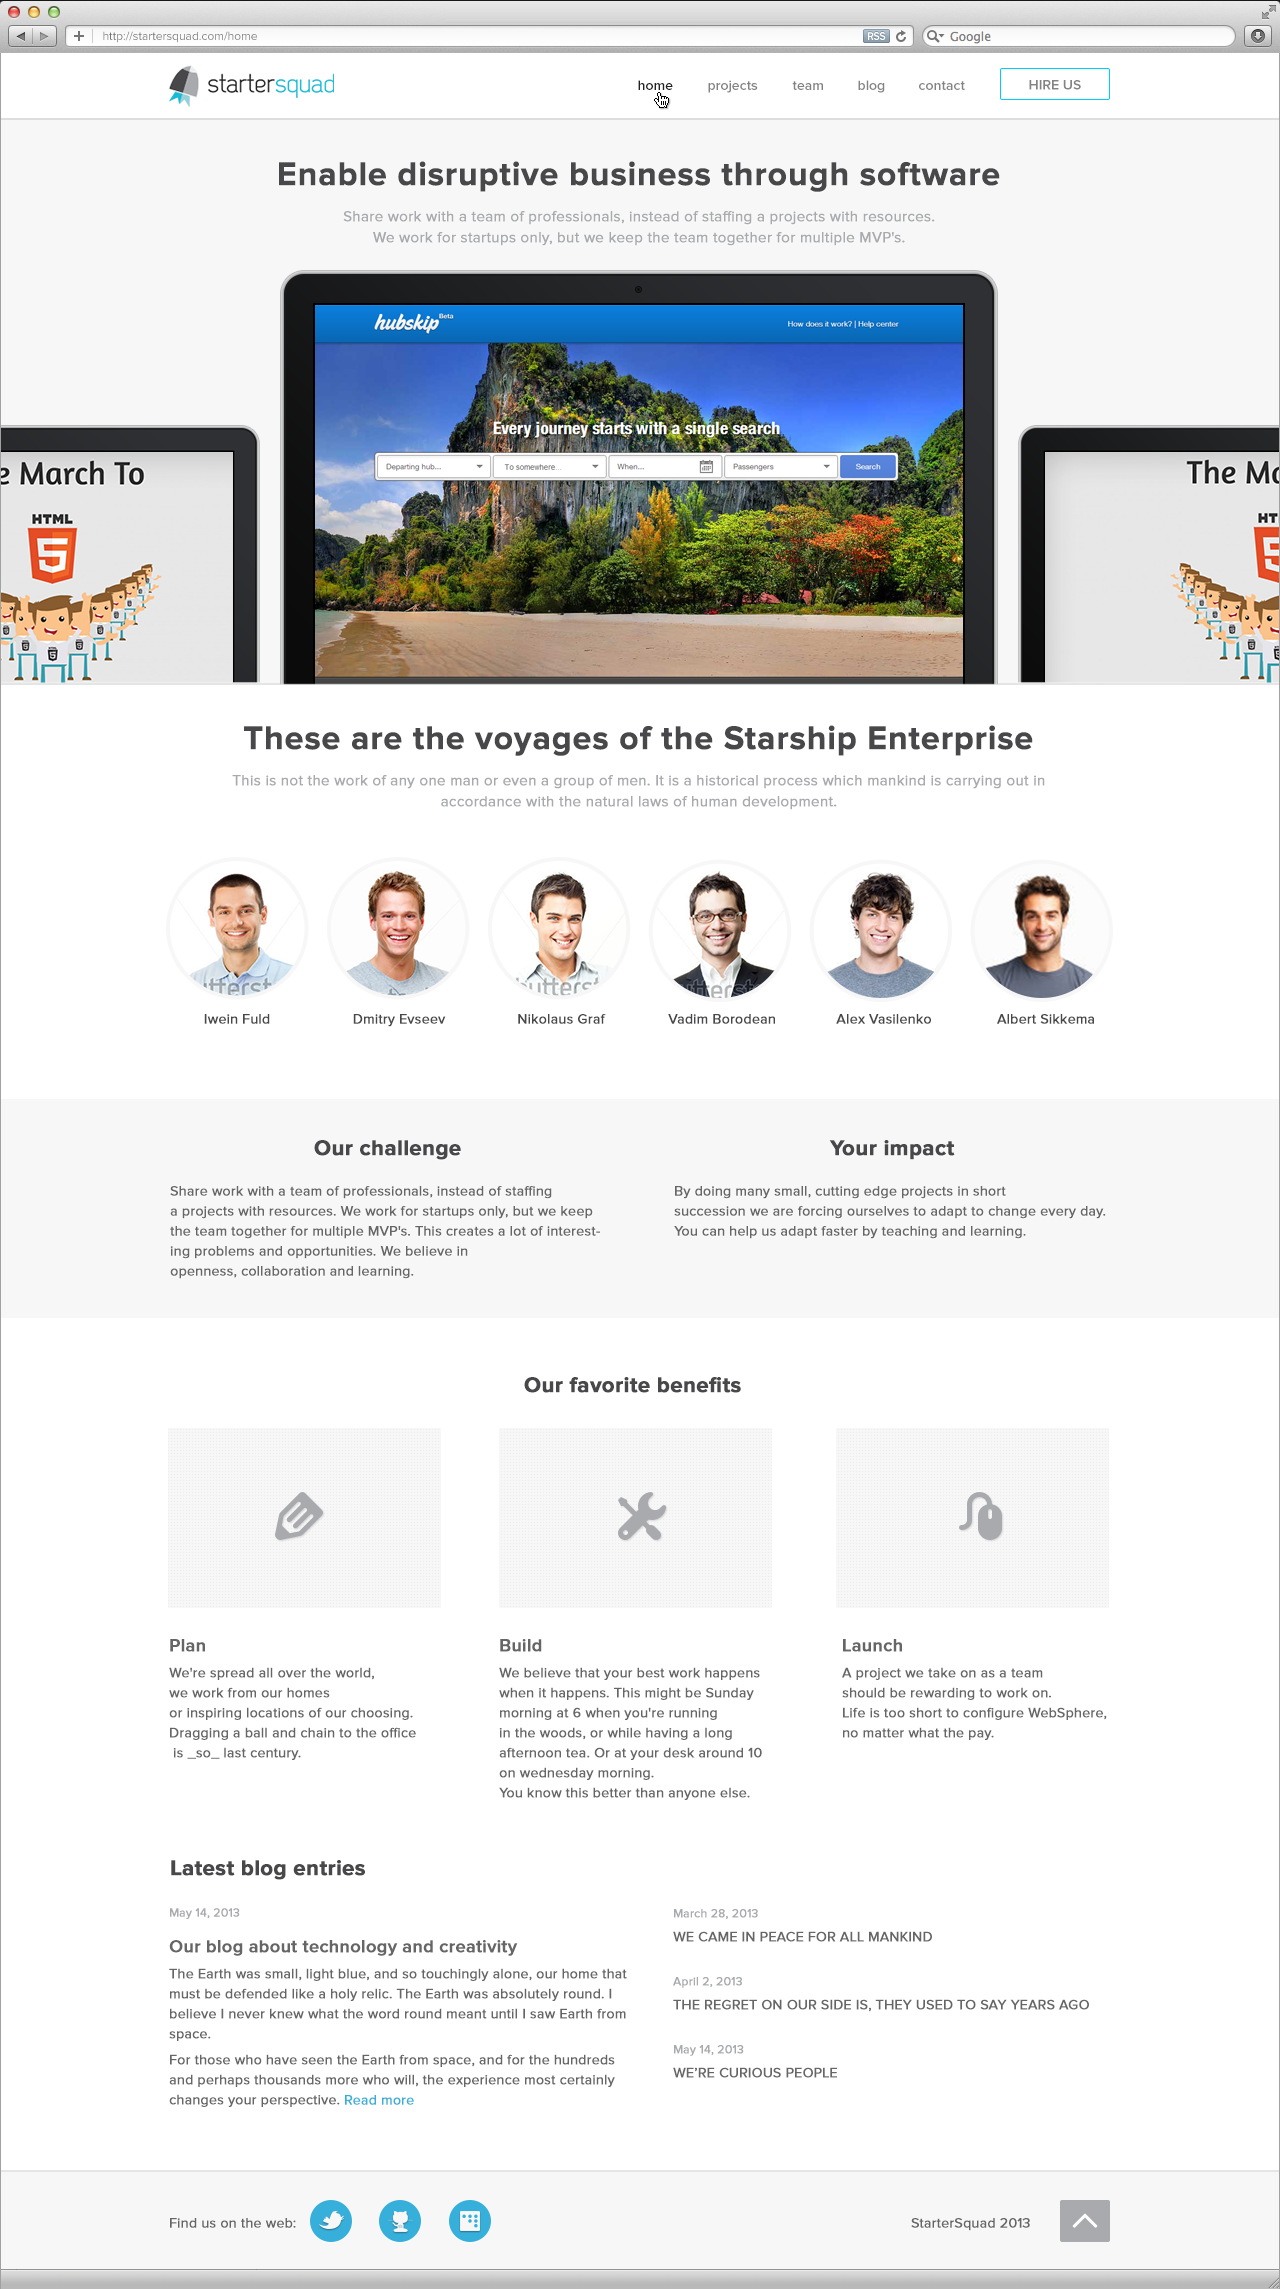 http://startersquad.com/home
RSS
Google
startersquad
home
projects
team
blog
contact
HIRE US
Enable disruptive business through software
Share work with a team of professionals, instead of staffing a projects with resources.
We work for startups only, but we keep the team together for multiple MVP's.
hubskip Beta
How does it work? | Help center
Every journey starts with a single search
Departing hub...
To somewhere...
When...
Passengers
Search
e March To
HTML
5
The Ma
HT
These are the voyages of the Starship Enterprise
This is not the work of any one man or even a group of men. It is a historical process which mankind is carrying out in
accordance with the natural laws of human development.
Iwein Fuld
Dmitry Evseev
Nikolaus Graf
Vadim Borodean
Alex Vasilenko
Albert Sikkema
Our challenge
Share work with a team of professionals, instead of staffing
a projects with resources. We work for startups only, but we keep
the team together for multiple MVP's. This creates a lot of interest-
ing problems and opportunities. We believe in
openness, collaboration and learning.
Your impact
By doing many small, cutting edge projects in short
succession we are forcing ourselves to adapt to change every day.
You can help us adapt faster by teaching and learning.
Our favorite benefits
Plan
We're spread all over the world,
we work from our homes
or inspiring locations of our choosing.
Dragging a ball and chain to the office
is _so_ last century.
Build
We believe that your best work happens
when it happens. This might be Sunday
morning at 6 when you're running
in the woods, or while having a long
afternoon tea. Or at your desk around 10
on wednesday morning.
You know this better than anyone else.
Launch
A project we take on as a team
should be rewarding to work on.
Life is too short to configure WebSphere,
no matter what the pay.
Latest blog entries
May 14, 2013
Our blog about technology and creativity
The Earth was small, light blue, and so touchingly alone, our home that
must be defended like a holy relic. The Earth was absolutely round. I
believe I never knew what the word round meant until I saw Earth from
space.
For those who have seen the Earth from space, and for the hundreds
and perhaps thousands more who will, the experience most certainly
changes your perspective. Read more
March 28, 2013
WE CAME IN PEACE FOR ALL MANKIND
April 2, 2013
THE REGRET ON OUR SIDE IS, THEY USED TO SAY YEARS AGO
May 14, 2013
WE'RE CURIOUS PEOPLE
Find us on the web:
StarterSquad 2013